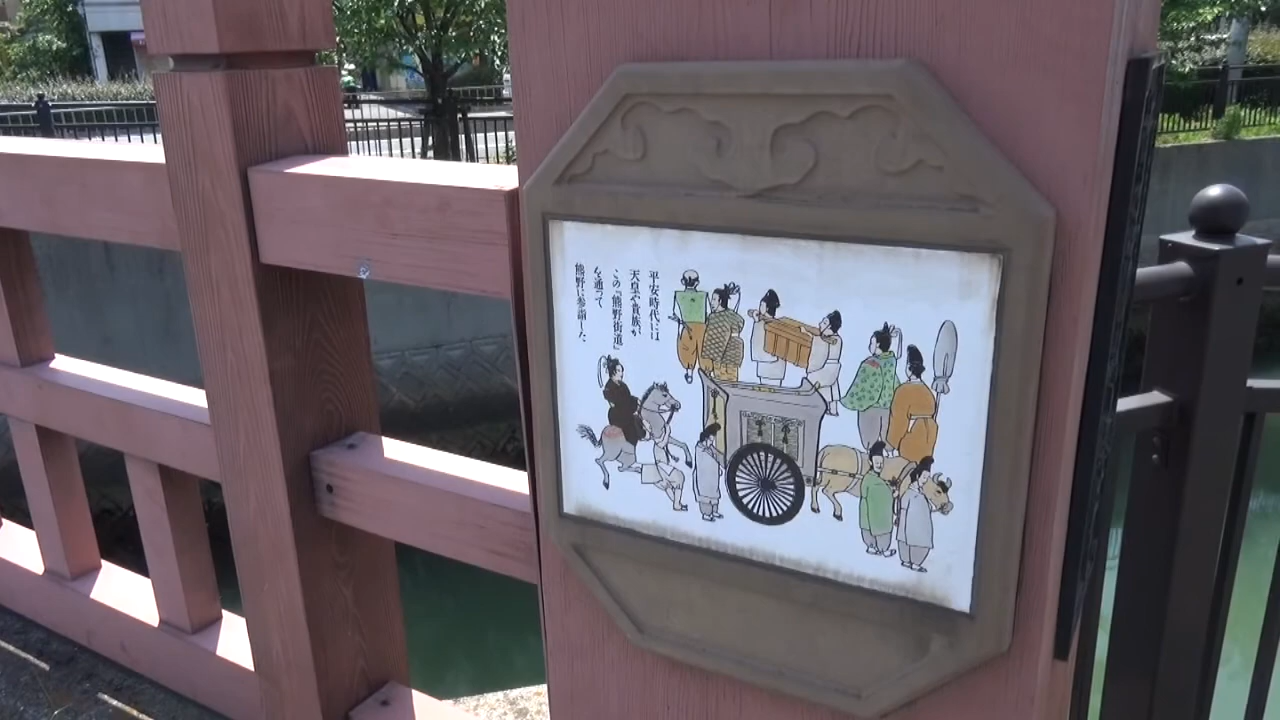 平安時代には
天皇や貴族が
この「熊野街道」
を通って
熊野に参詣した。